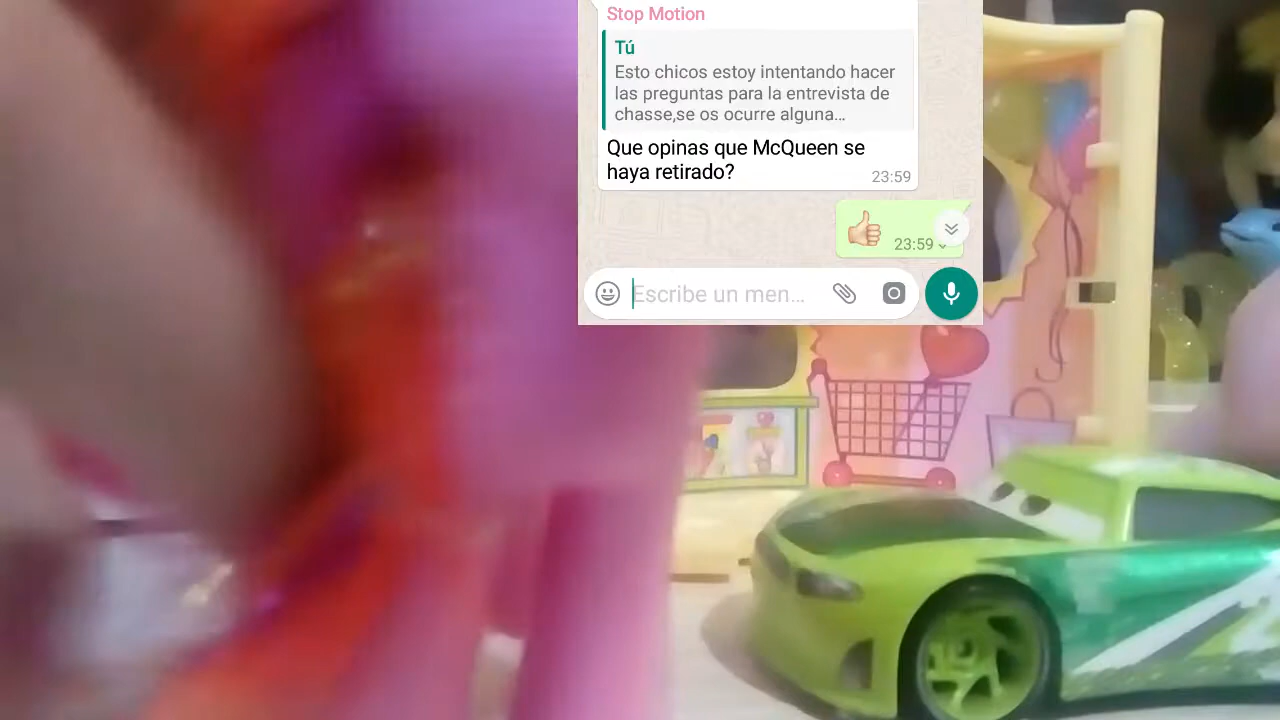 Stop Motion
Tú
Esto chicos estoy intentando hacer
las preguntas para la entrevista de
chasse,se os ocurre alguna…
Que opinas que McQueen se
haya retirado?
23:59
23:59
Escribe un men...